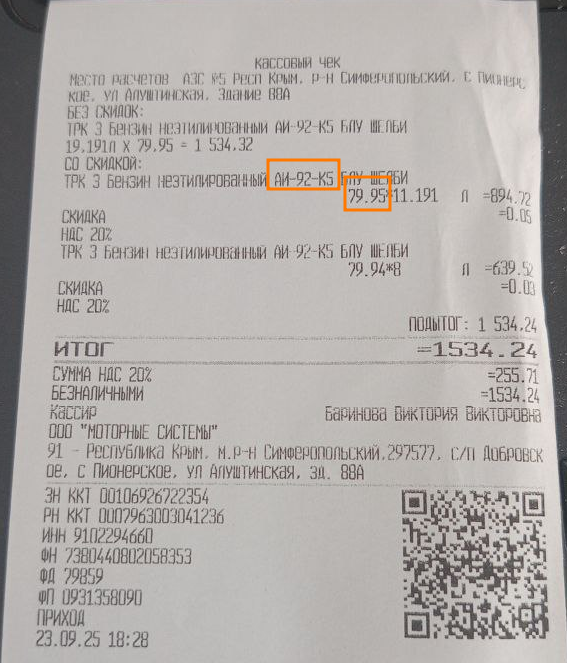 КАССОВЫЙ ЧЕК
МЕСТО РАСЧЕТОВ АЗС №5 РЕСП КРЫМ, Р-Н СИМФЕРОПОЛЬСКИЙ, С ПИОНЕРС
КОЕ, УЛ АЛУШТИНСКАЯ, ЗДАНИЕ 88А
БЕЗ СКИДОК:
ТРК 3 БЕНЗИН НЕЭТИЛИРОВАННЫЙ АИ-92-К5 БЛУ ШЕЛБИ
19,191Л X 79,95 = 1 534,32
СО СКИДКОЙ:
ТРК 3 БЕНЗИН НЕЭТИЛИРОВАННЫЙ АИ-92-К5 БЛУ ШЕЛБИ
79.95*11.191 Л =894.72
СКИДКА =0.05
НДС 20%
ТРК 3 БЕНЗИН НЕЭТИЛИРОВАННЫЙ АИ-92-К5 БЛУ ШЕЛБИ
79.94*8 Л =639.52
СКИДКА =0.03
НДС 20%
ПОДЫТОГ: 1 534,24
ИТОГ =1534.24
СУММА НДС 20% =255.71
БЕЗНАЛИЧНЫМИ =1534.24
КАССИР БАРИНОВА ВИКТОРИЯ ВИКТОРОВНА
ООО "МОТОРНЫЕ СИСТЕМЫ"
91 - РЕСПУБЛИКА КРЫМ, М.Р-Н СИМФЕРОПОЛЬСКИЙ,297577, С/П ДОБРОВСК
ОЕ, С ПИОНЕРСКОЕ, УЛ АЛУШТИНСКАЯ, ЗД. 88А
ЗН ККТ 00106926722354
РН ККТ 0007963003041236
ИНН 9102294660
ФН 7380440802058353
ФД 79859
ФП 0931358090
ПРИХОД
23.09.25 18:28